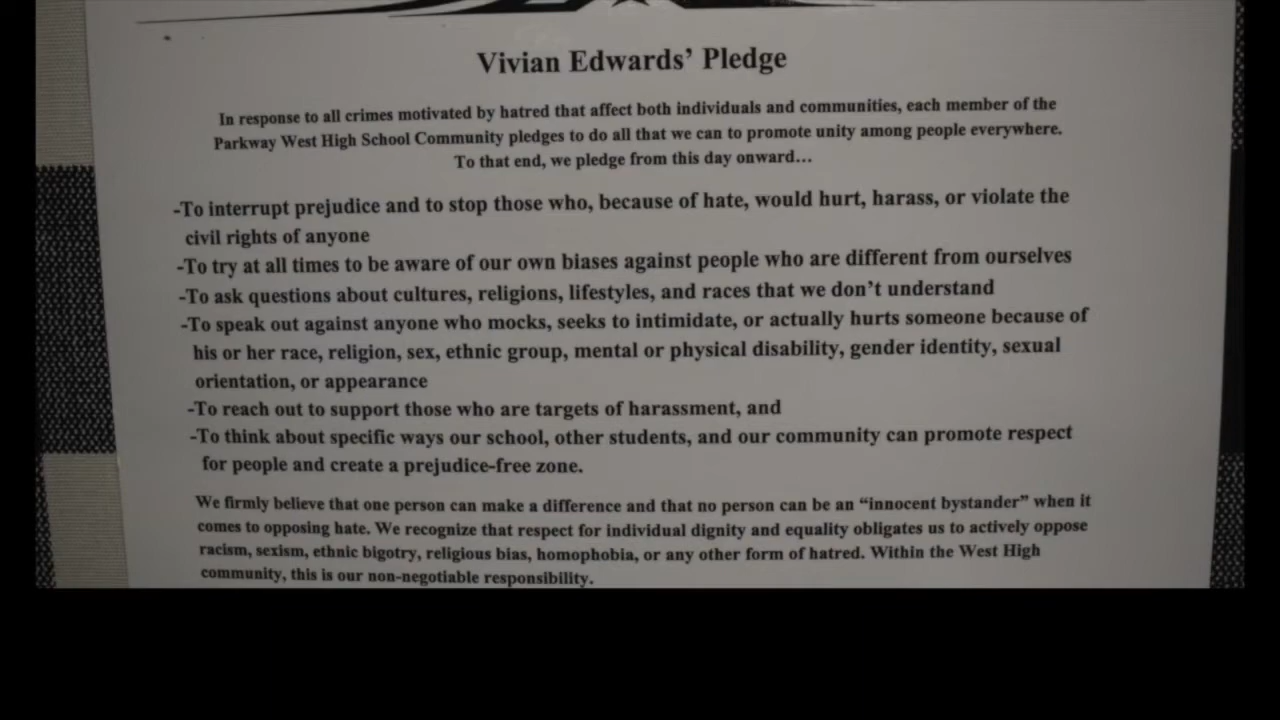 Vivian Edwards’ Pledge
In response to all crimes motivated by hatred that affect both individuals and communities, each member of the
Parkway West High School Community pledges to do all that we can to promote unity among people everywhere.
To that end, we pledge from this day onward…
-To interrupt prejudice and to stop those who, because of hate, would hurt, harass, or violate the
civil rights of anyone
-To try at all times to be aware of our own biases against people who are different from ourselves
-To ask questions about cultures, religions, lifestyles, and races that we don’t understand
-To speak out against anyone who mocks, seeks to intimidate, or actually hurts someone because of
his or her race, religion, sex, ethnic group, mental or physical disability, gender identity, sexual
orientation, or appearance
-To reach out to support those who are targets of harassment, and
-To think about specific ways our school, other students, and our community can promote respect
for people and create a prejudice-free zone.
We firmly believe that one person can make a difference and that no person can be an “innocent bystander” when it
comes to opposing hate. We recognize that respect for individual dignity and equality obligates us to actively oppose
racism, sexism, ethnic bigotry, religious bias, homophobia, or any other form of hatred. Within the West High
community, this is our non-negotiable responsibility.